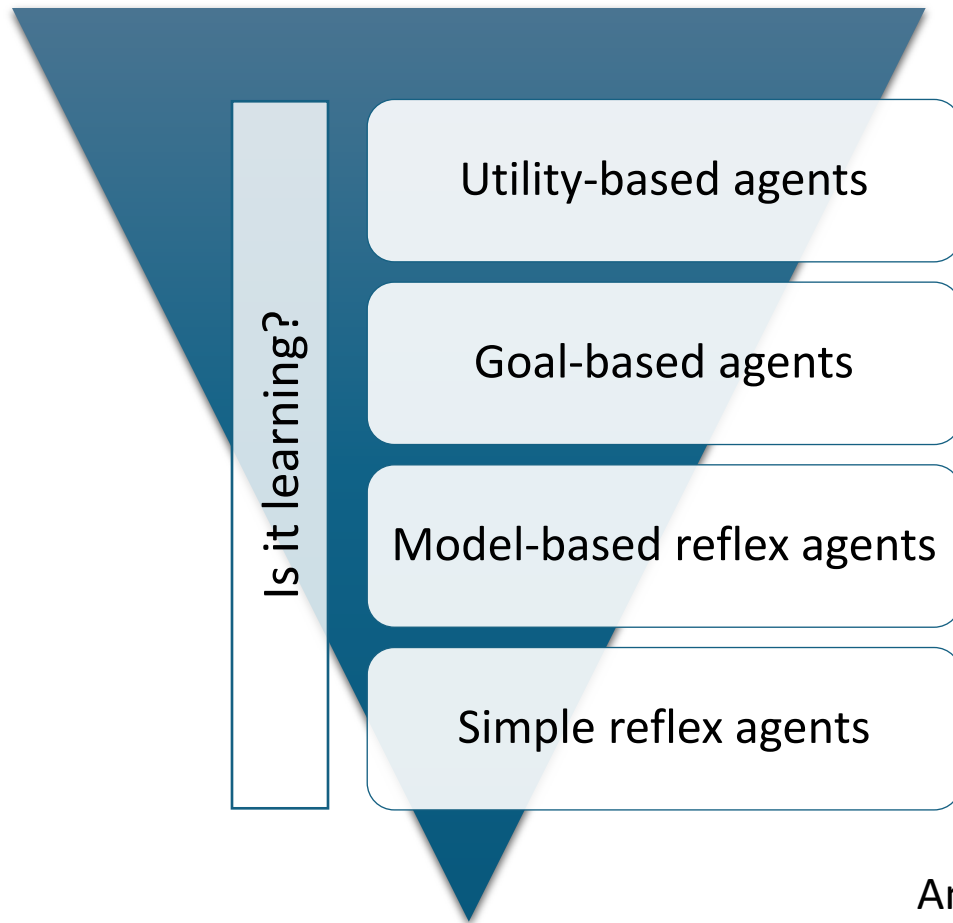 Is it learning?
Utility-based agents
Goal-based agents
Model-based reflex agents
Simple reflex agents